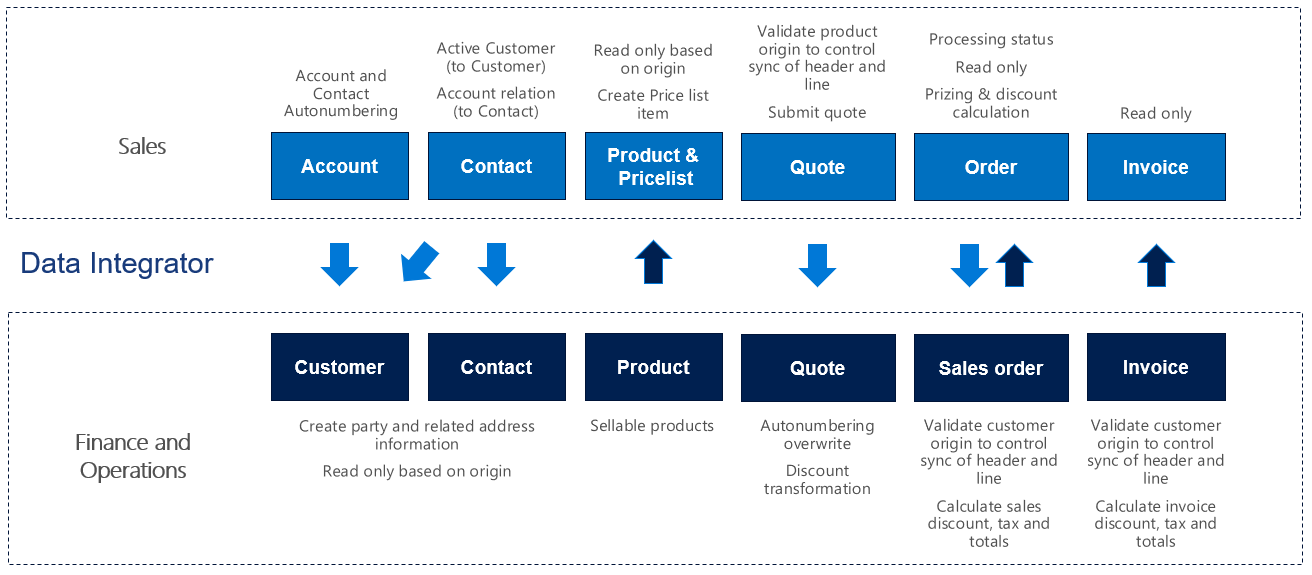 Sales
Account and
Contact
Autonumbering
Active Customer
(to Customer)
Account relation
(to Contact)
Read only based
on origin
Create Price list
item
Validate product
origin to control
sync of header and
line
Submit quote
Processing status
Read only
Prizing & discount
calculation
Read only
Account
Contact
Product &
Pricelist
Quote
Order
Invoice
Data Integrator
Finance and
Operations
Customer
Contact
Product
Quote
Sales order
Invoice
Create party and related address
information
Read only based on origin
Sellable products
Autonumbering
overwrite
Discount
transformation
Validate customer
origin to control
sync of header and
line
Calculate sales
discount, tax and
totals
Validate customer
origin to control
sync of header and
line
Calculate invoice
discount, tax and
totals